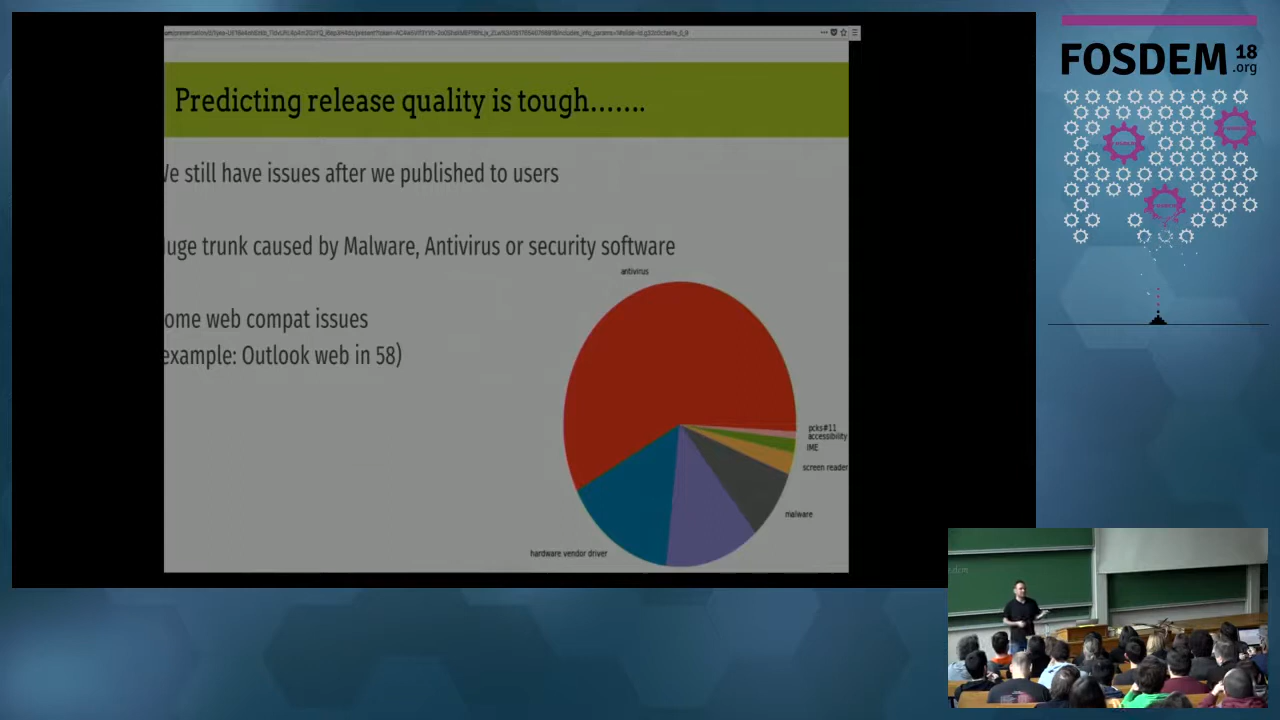 FOSDEM 18 .org
Predicting release quality is tough.......
We still have issues after we published to users
uge trunk caused by Malware, Antivirus or security software
antivirus
ome web compat issues
example: Outlook web in 58)
pcks#11
accessibility
IME
screen reader
malware
hardware vendor driver